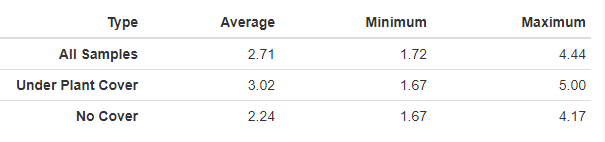 Type Average Minimum Maximum
All Samples 2.71 1.72 4.44
Under Plant Cover 3.02 1.67 5.00
No Cover 2.24 1.67 4.17